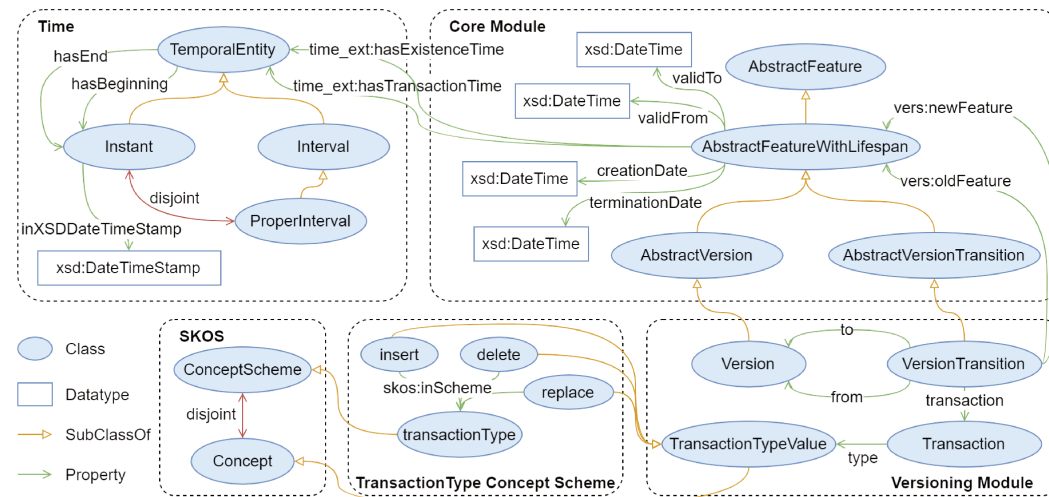 Time
TemporalEntity
hasEnd
hasBeginning
time_ext:hasExistenceTime
time_ext:hasTransactionTime
Instant
Interval
disjoint
ProperInterval
inXSDDateTimeStamp
xsd:DateTimeStamp
Core Module
xsd:DateTime
validTo
AbstractFeature
xsd:DateTime
validFrom
vers:newFeature
AbstractFeatureWithLifespan
xsd:DateTime
creationDate
vers:oldFeature
terminationDate
xsd:DateTime
AbstractVersion
AbstractVersionTransition
Class
Datatype
SubClassOf
Property
SKOS
ConceptScheme
disjoint
Concept
insert
delete
skos:inScheme
replace
transactionType
TransactionType Concept Scheme
to
Version
VersionTransition
from
transaction
TransactionTypeValue
type
Transaction
Versioning Module